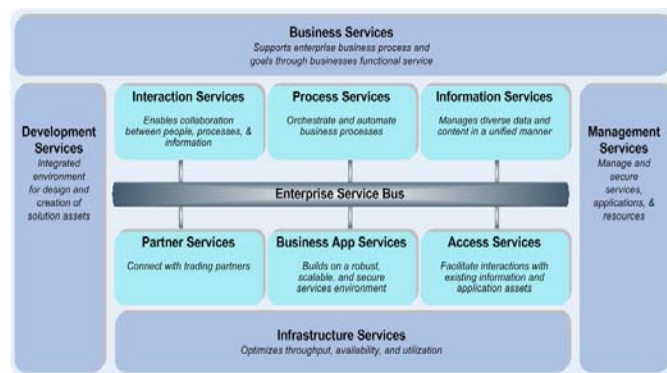 Business Services
Supports enterprise business process and
goals through businesses functional service
Development
Services
Integrated
environment
for design and
creation of
solution assets
Interaction Services
Enables collaboration
between people, processes, &
information
Process Services
Orchestrate and automate
business processes
Information Services
Manages diverse data and
content in a unified manner
Management
Services
Manage and
secure
services,
applications, &
resources
Enterprise Service Bus
Partner Services
Connect with trading partners
Business App Services
Builds on a robust,
scalable, and secure
services environment
Access Services
Facilitate interactions with
existing information and
application assets
Infrastructure Services
Optimizes throughput, availability, and utilization